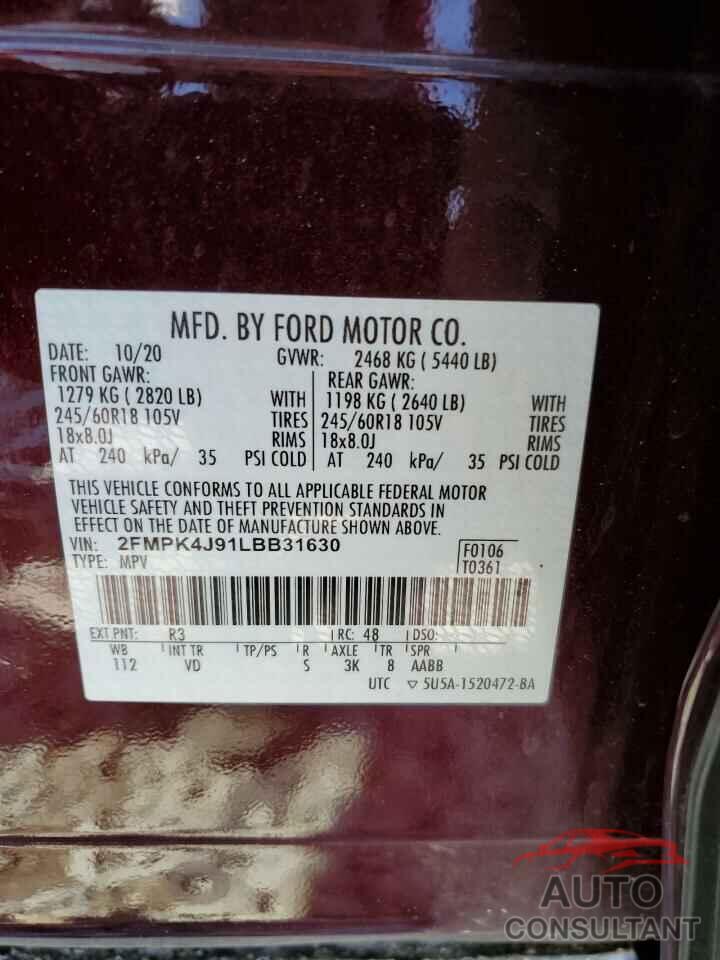 MFD. BY FORD MOTOR CO.
DATE: 10/20 GVWR: 2468 KG ( 5440 LB)
FRONT GAWR: REAR GAWR:
1279 KG ( 2820 LB) WITH 1198 KG ( 2640 LB) WITH
245/60R18 105V TIRES 245/60R18 105V TIRES
18x8.0J RIMS 18x8.0J RIMS
AT 240 kPa/ 35 PSI COLD AT 240 kPa/ 35 PSI COLD
THIS VEHICLE CONFORMS TO ALL APPLICABLE FEDERAL MOTOR
VEHICLE SAFETY AND THEFT PREVENTION STANDARDS IN
EFFECT ON THE DATE OF MANUFACTURE SHOWN ABOVE.
VIN: 2FMPK4J91LBB31630 F0106
TYPE: MPV T0361
EXT PNT: R3 RC: 48 DSO:
WB INT TR TP/PS R AXLE TR SPR
112 VD S 3K 8 AABB
UTC ▽ 5U5A-1520472-BA
AUTO
CONSULTANT